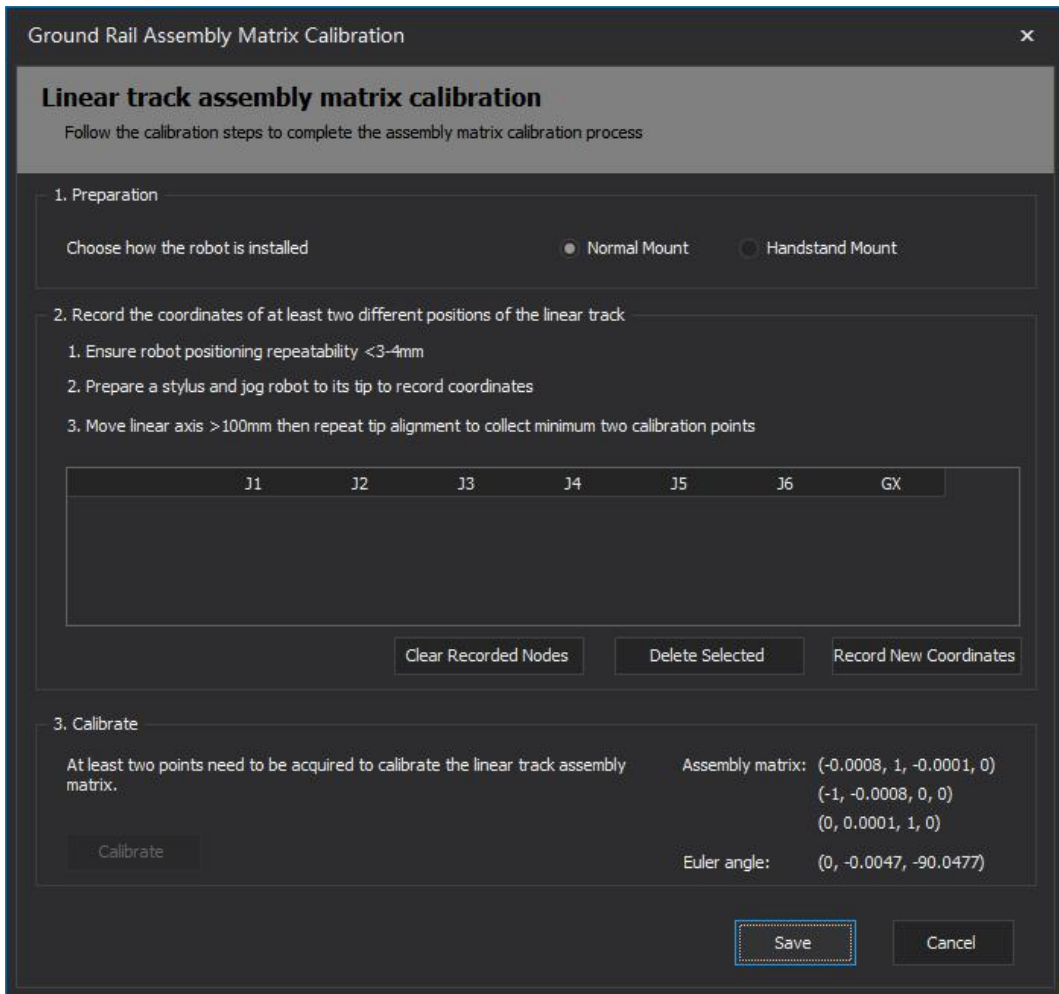 Ground Rail Assembly Matrix Calibration
Linear track assembly matrix calibration
Follow the calibration steps to complete the assembly matrix calibration process
1. Preparation
Choose how the robot is installed
Normal Mount
Handstand Mount
2. Record the coordinates of at least two different positions of the linear track
1. Ensure robot positioning repeatability <3-4mm
2. Prepare a stylus and jog robot to its tip to record coordinates
3. Move linear axis >100mm then repeat tip alignment to collect minimum two calibration points
J1 J2 J3 J4 J5 J6 GX
Clear Recorded Nodes
Delete Selected
Record New Coordinates
3. Calibrate
At least two points need to be acquired to calibrate the linear track assembly
matrix.
Calibrate
Assembly matrix: (-0.0008, 1, -0.0001, 0)
(-1, -0.0008, 0, 0)
(0, 0.0001, 1, 0)
Euler angle: (0, -0.0047, -90.0477)
Save
Cancel